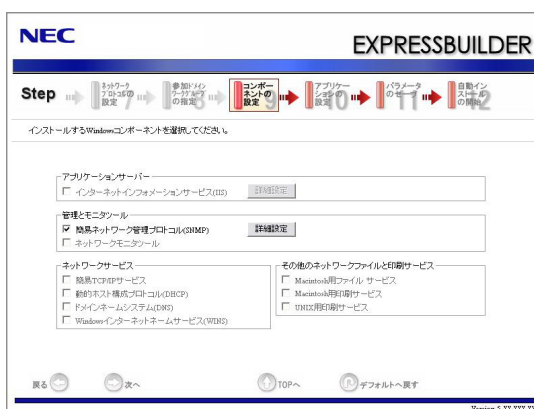 NEC
EXPRESSBUILDER
Step
ネットワーク
プロトコルの
設定 7
参加ドメイン
ワークグループ
の指定 8
コンポー
ネントの
設定 9
アプリケー
ションの
設定 10
パラメータ
のセーブ 11
自動イン
ストール
の開始
インストールするWindowsコンポーネントを選択してください。
アプリケーションサーバー
インターネットインフォメーションサービス(IIS) 詳細設定
管理とモニタツール
簡易ネットワーク管理プロトコル(SNMP) 詳細設定
ネットワークモニタツール
ネットワークサービス
簡易TCP/IPサービス
動的ホスト構成プロトコル(DHCP)
ドメインネームシステム(DNS)
Windowsインターネットネームサービス(WINS)
その他のネットワークファイルと印刷サービス
Macintosh用ファイル サービス
Macintosh用印刷サービス
UNIX用印刷サービス
戻る 次へ TOPへ デフォルトへ戻す